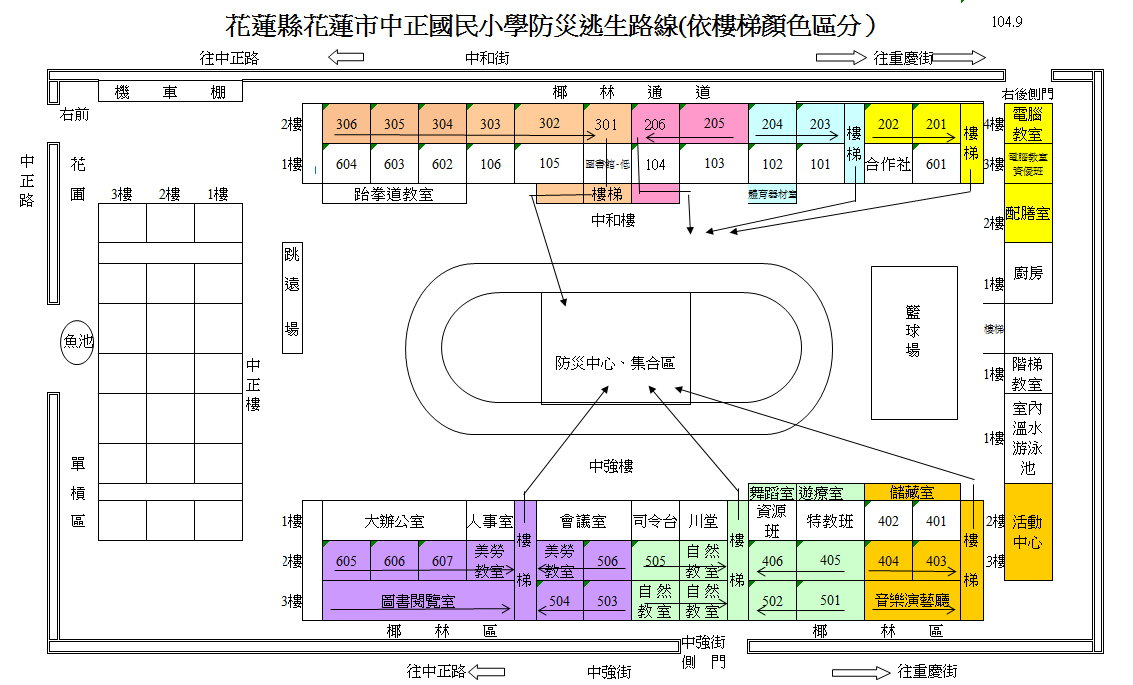 花蓮縣花蓮市中正國民小學防災逃生路線(依樓梯顏色區分)
104.9
往中正路
中和街
往重慶街
機 車 棚
椰 林 通 道
右後側門
右前
2樓 306 305 304 303 302 301 206 205 204 203 樓梯 202 201 樓梯 4樓 電腦教室
1樓 604 603 602 106 105 圖書館-低 104 103 102 101 合作社 601 3樓 電腦教室 資優班
跆拳道教室
樓梯
體育器材室
中和樓
2樓 配膳室
1樓 廚房
樓梯
1樓 階梯教室
1樓 室內溫水游泳池
2樓
3樓
活動中心
中正路
花圃
3樓 2樓 1樓
跳遠場
魚池
中正樓
單槓區
籃球場
防災中心、集合區
中強樓
舞蹈室 遊療室 儲藏室
1樓 大辦公室 人事室 樓梯 會議室 司令台 川堂 樓梯 資源班 特教班 402 401 樓梯
2樓 605 606 607 美勞教室 美勞教室 506 505 自然教室 406 405 404 403
3樓 圖書閱覽室 504 503 自然教室 自然教室 502 501 音樂演藝廳
椰 林 區
椰 林 區
中強街
側 門
往中正路
中強街
往重慶街